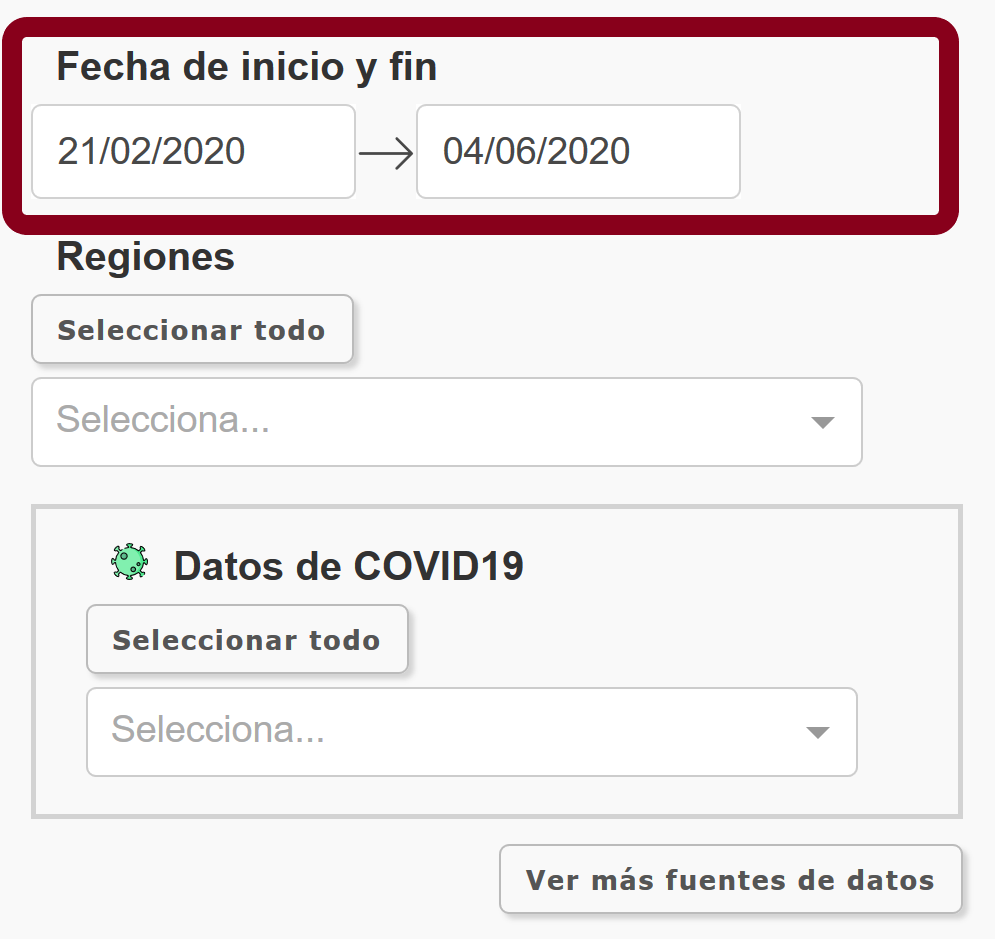 Fecha de inicio y fin
21/02/2020 04/06/2020
Regiones
Seleccionar todo
Selecciona...
Datos de COVID19
Seleccionar todo
Selecciona...
Ver más fuentes de datos